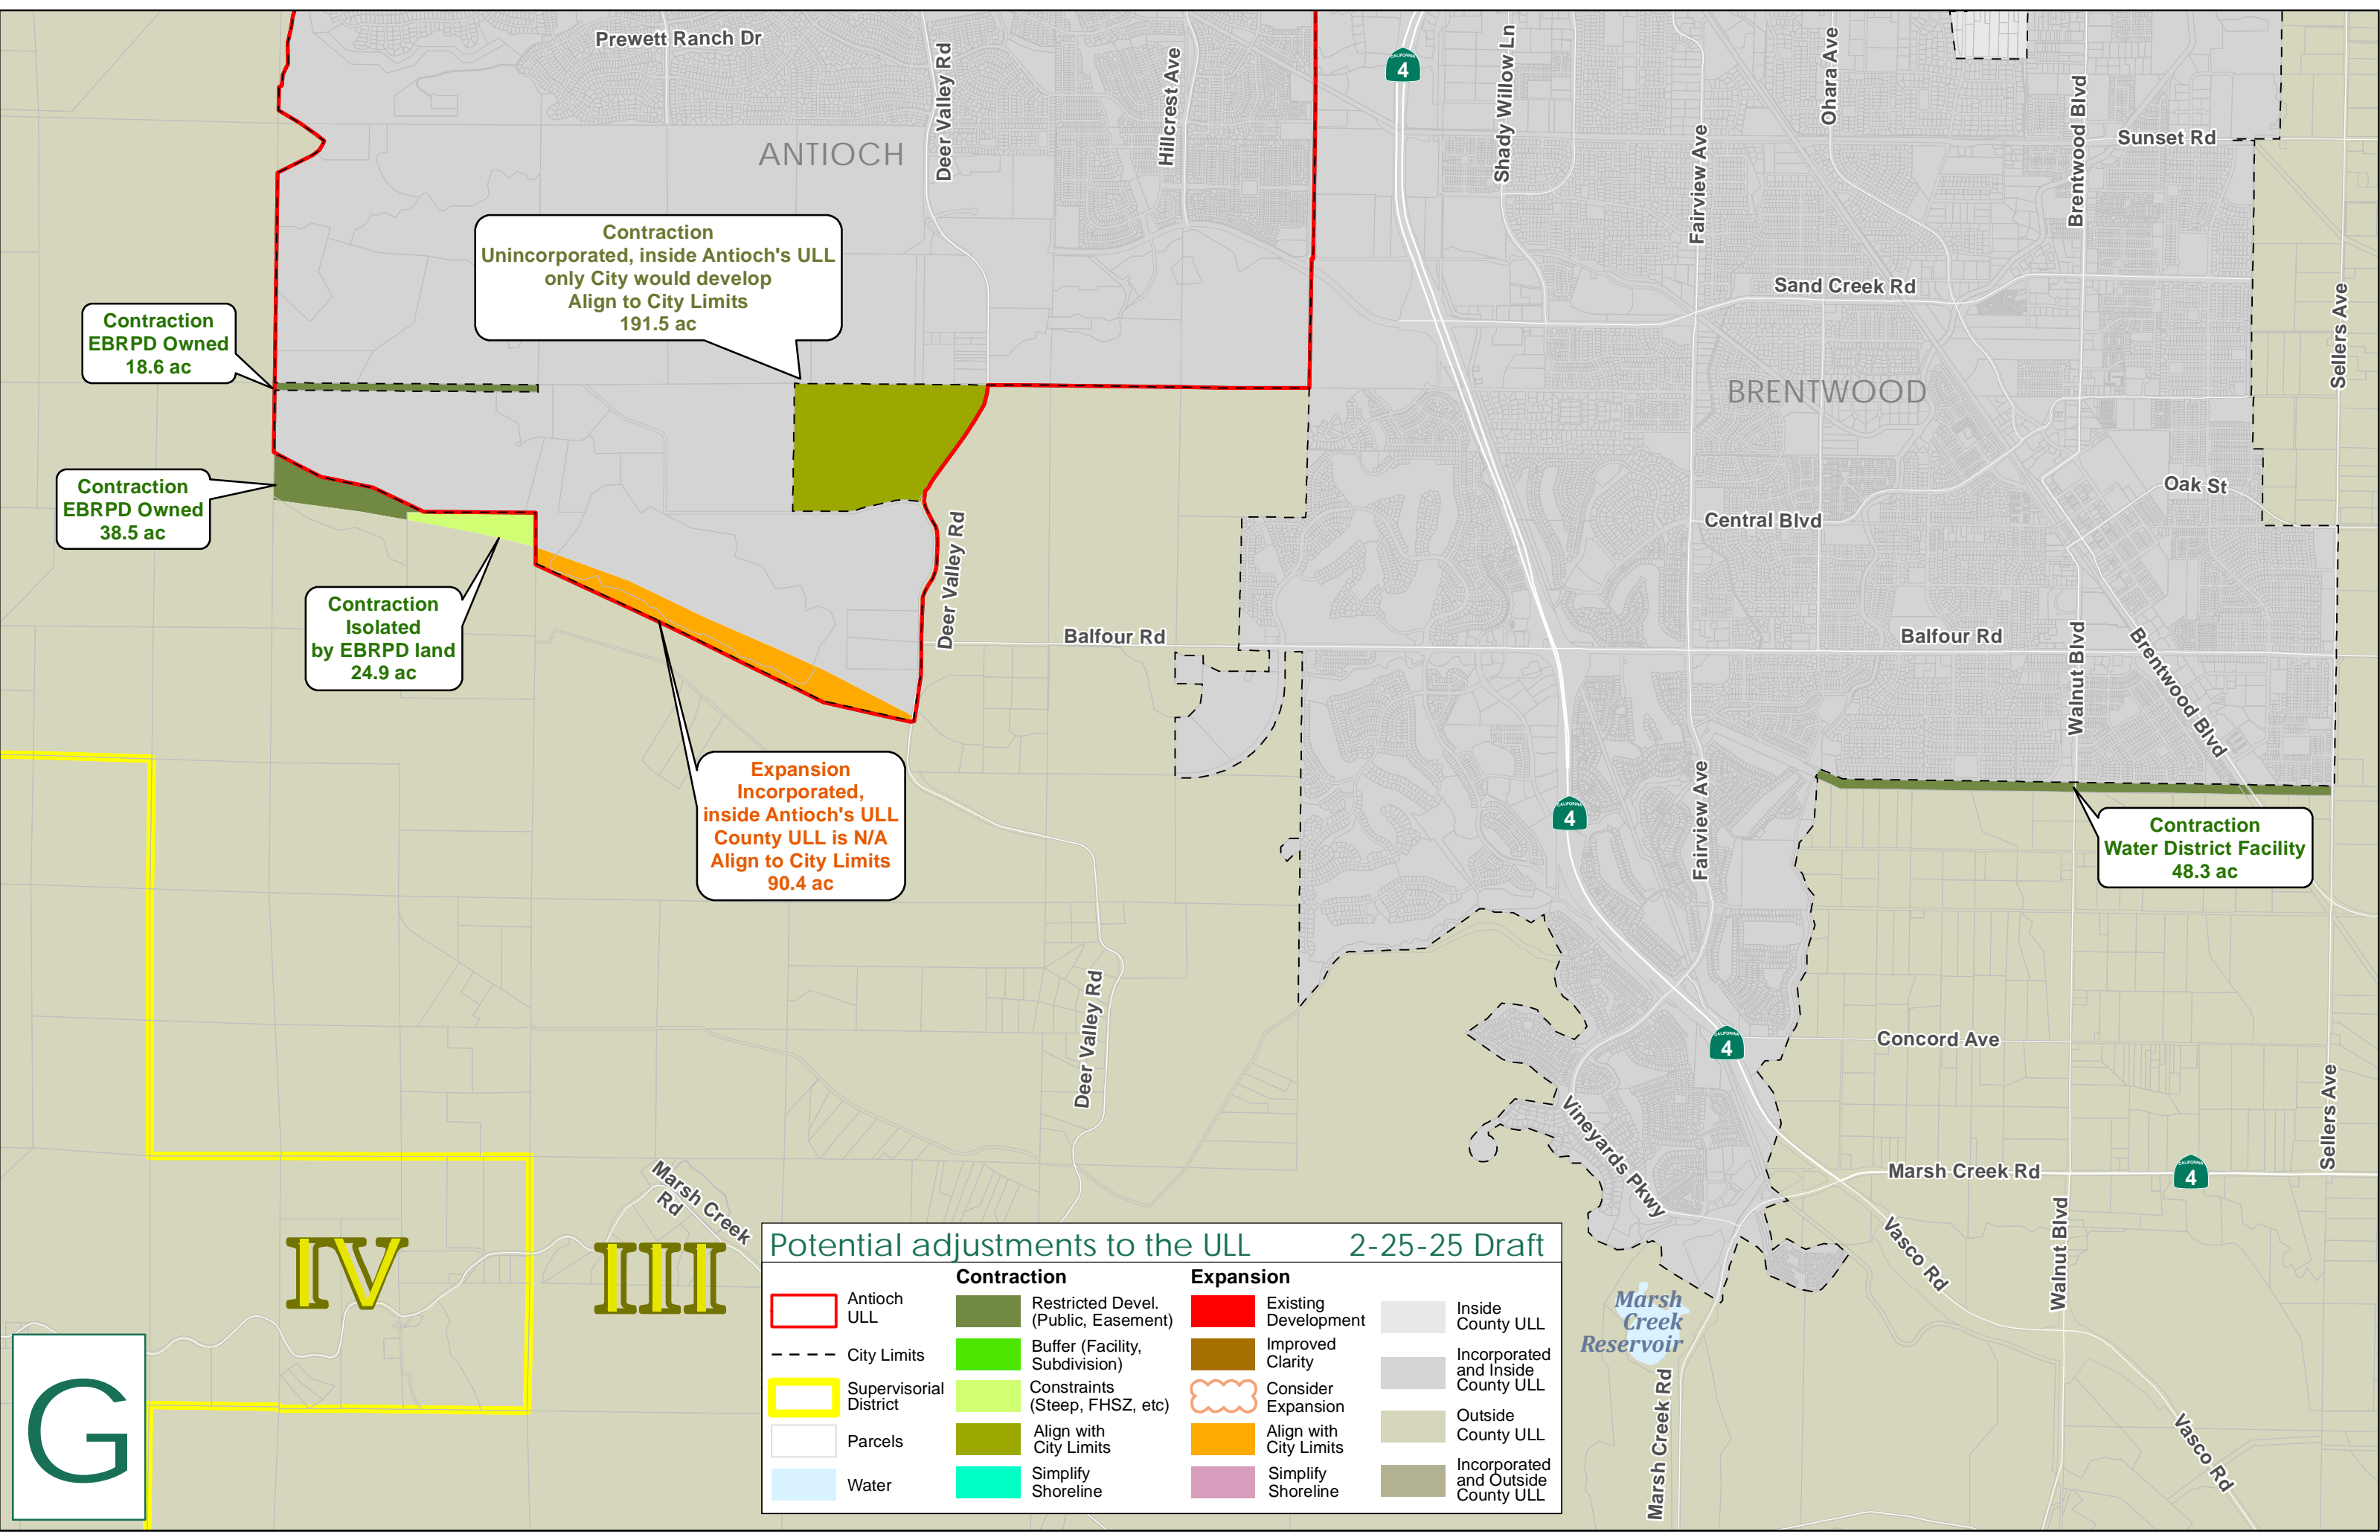 Prewett Ranch Dr
Deer Valley Rd
Hillcrest Ave
CALIFORNIA
4
Shady Willow Ln
Fairview Ave
Ohara Ave
Brentwood Blvd
Sunset Rd
ANTIOCH
Contraction
Unincorporated, inside Antioch's ULL
only City would develop
Align to City Limits
191.5 ac
Sand Creek Rd
Sellers Ave
Contraction
EBRPD Owned
18.6 ac
BRENTWOOD
Contraction
EBRPD Owned
38.5 ac
Oak St
Central Blvd
Deer Valley Rd
Contraction
Isolated
by EBRPD land
24.9 ac
Balfour Rd
Balfour Rd
Walnut Blvd
Brentwood Blvd
Expansion
Incorporated,
inside Antioch's ULL
County ULL is N/A
Align to City Limits
90.4 ac
CALIFORNIA
4
Fairview Ave
Contraction
Water District Facility
48.3 ac
Deer Valley Rd
CALIFORNIA
4
Concord Ave
Sellers Ave
Vineyards Pkwy
Marsh Creek Rd
CALIFORNIA
4
Marsh Creek
Rd
IV
III
Vasco Rd
Walnut Blvd
Marsh
Creek
Reservoir
Marsh Creek Rd
Vasco Rd
G
Potential adjustments to the ULL 2-25-25 Draft
Antioch
ULL
City Limits
Supervisorial
District
Parcels
Water
Contraction
Restricted Devel.
(Public, Easement)
Buffer (Facility,
Subdivision)
Constraints
(Steep, FHSZ, etc)
Align with
City Limits
Simplify
Shoreline
Expansion
Existing
Development
Improved
Clarity
Consider
Expansion
Align with
City Limits
Simplify
Shoreline
Inside
County ULL
Incorporated
and Inside
County ULL
Outside
County ULL
Incorporated
and Outside
County ULL